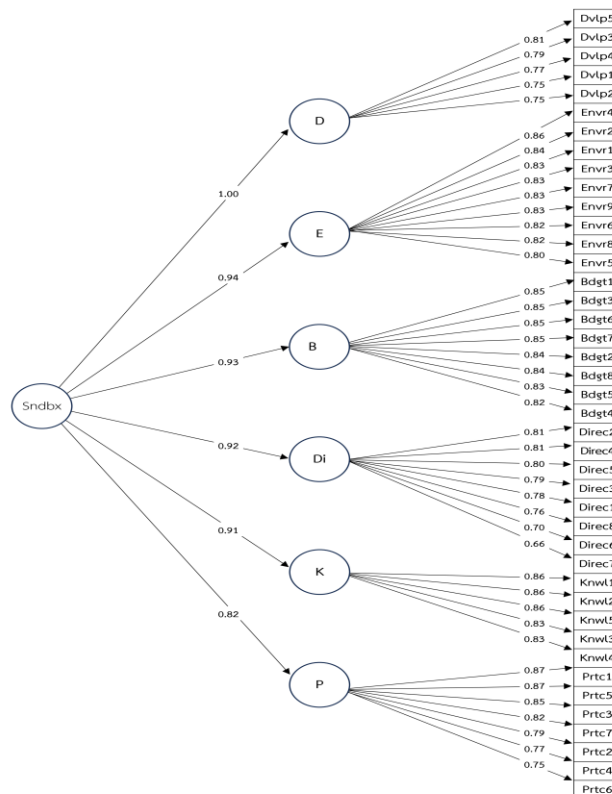 Sndbx
1.00
0.94
0.93
0.92
0.91
0.82
D
E
B
Di
K
P
0.81
0.79
0.77
0.75
0.75
0.86
0.84
0.83
0.83
0.83
0.83
0.82
0.82
0.80
0.85
0.85
0.85
0.85
0.84
0.84
0.83
0.82
0.81
0.81
0.80
0.79
0.78
0.76
0.70
0.66
0.86
0.86
0.86
0.83
0.83
0.87
0.87
0.85
0.82
0.79
0.77
0.75
Dvlp5
Dvlp3
Dvlp4
Dvlp1
Dvlp2
Envr4
Envr2
Envr1
Envr3
Envr7
Envr9
Envr6
Envr8
Envr5
Bdgt1
Bdgt3
Bdgt6
Bdgt7
Bdgt2
Bdgt8
Bdgt5
Bdgt4
Direc2
Direc4
Direc5
Direc3
Direc1
Direc8
Direc6
Direc7
Knwl1
Knwl2
Knwl5
Knwl3
Knwl4
Prtc1
Prtc5
Prtc3
Prtc7
Prtc2
Prtc4
Prtc6